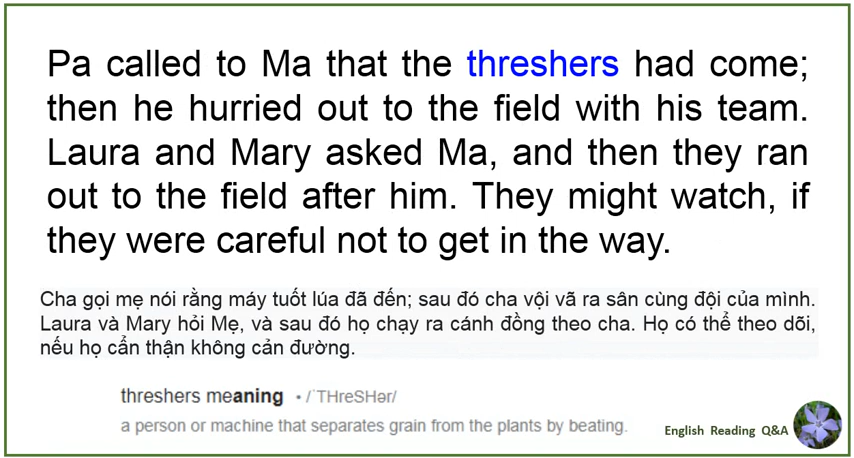 Pa called to Ma that the threshers had come;
then he hurried out to the field with his team.
Laura and Mary asked Ma, and then they ran
out to the field after him. They might watch, if
they were careful not to get in the way.
Cha gọi mẹ nói rằng máy tuốt lúa đã đến; sau đó cha vội vã ra sân cùng đội của mình.
Laura và Mary hỏi Mẹ, và sau đó họ chạy ra cánh đồng theo cha. Họ có thể theo dõi,
nếu họ cẩn thận không cản đường.
threshers meaning • /ˈTHreSHər/
a person or machine that separates grain from the plants by beating.
English Reading Q&A